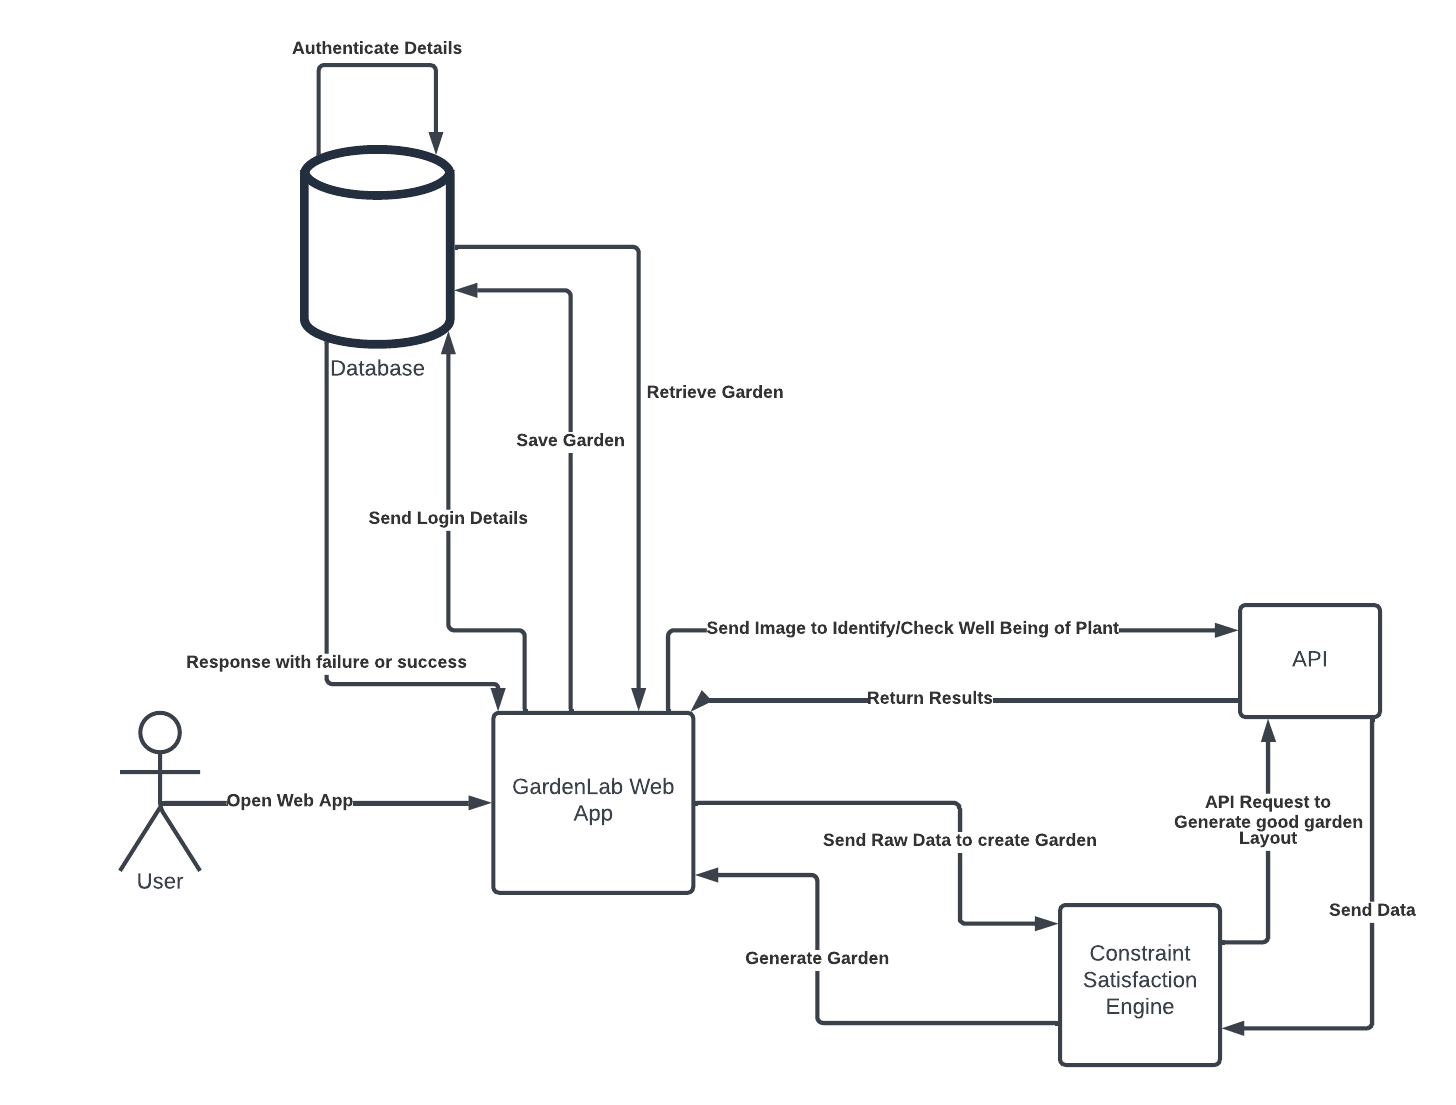 Authenticate Details
Database
Retrieve Garden
Save Garden
Send Login Details
Send Image to Identify/Check Well Being of Plant
API
Response with failure or success
Return Results
GardenLab Web
App
Open Web App
User
API Request to
Generate good garden
Layout
Send Raw Data to create Garden
Send Data
Generate Garden
Constraint
Satisfaction
Engine